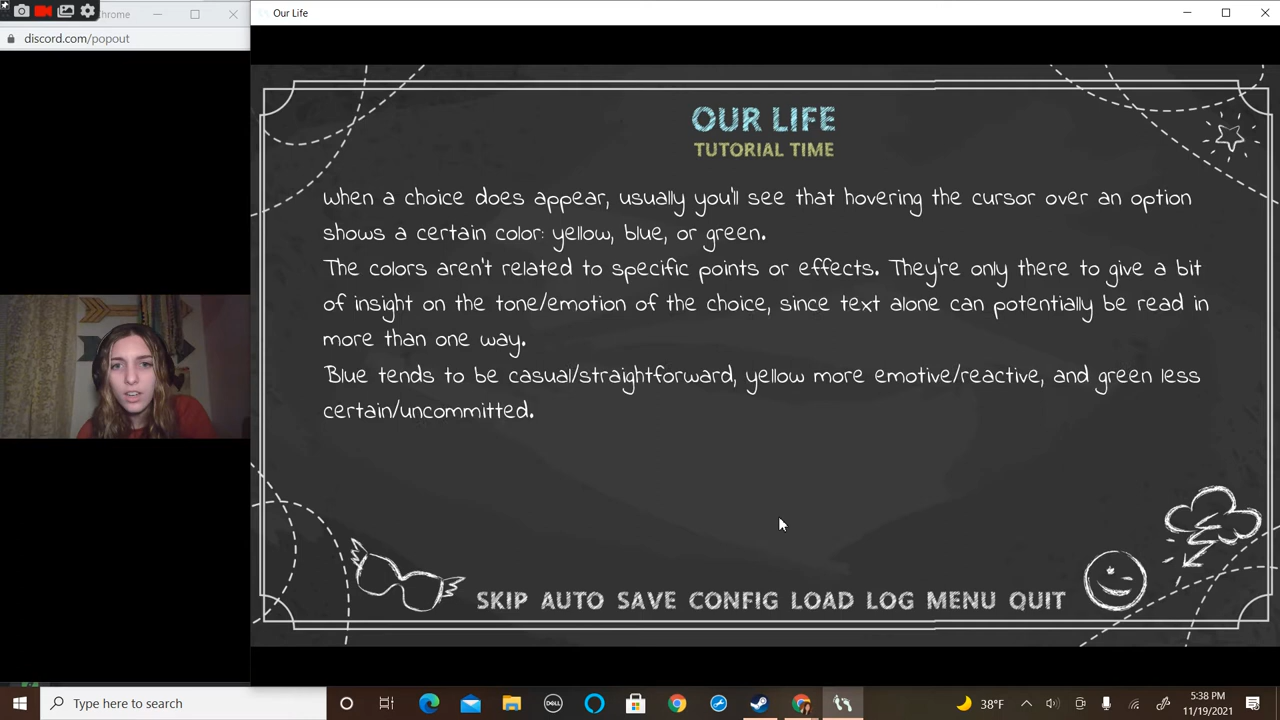 hrome
discord.com/popout
Our Life
OUR LIFE
TUTORIAL TIME
When a choice does appear, usually you'll see that hovering the cursor over an option
shows a certain color: yellow, blue, or green.
The colors aren't related to specific points or effects. They're only there to give a bit
of insight on the tone/emotion of the choice, since text alone can potentially be read in
more than one way.
Blue tends to be casual/straightforward, yellow more emotive/reactive, and green less
certain/uncommitted.
SKIP AUTO SAVE CONFIG LOAD LOG MENU QUIT
Type here to search
DELL
38°F
5:38 PM
11/19/2021